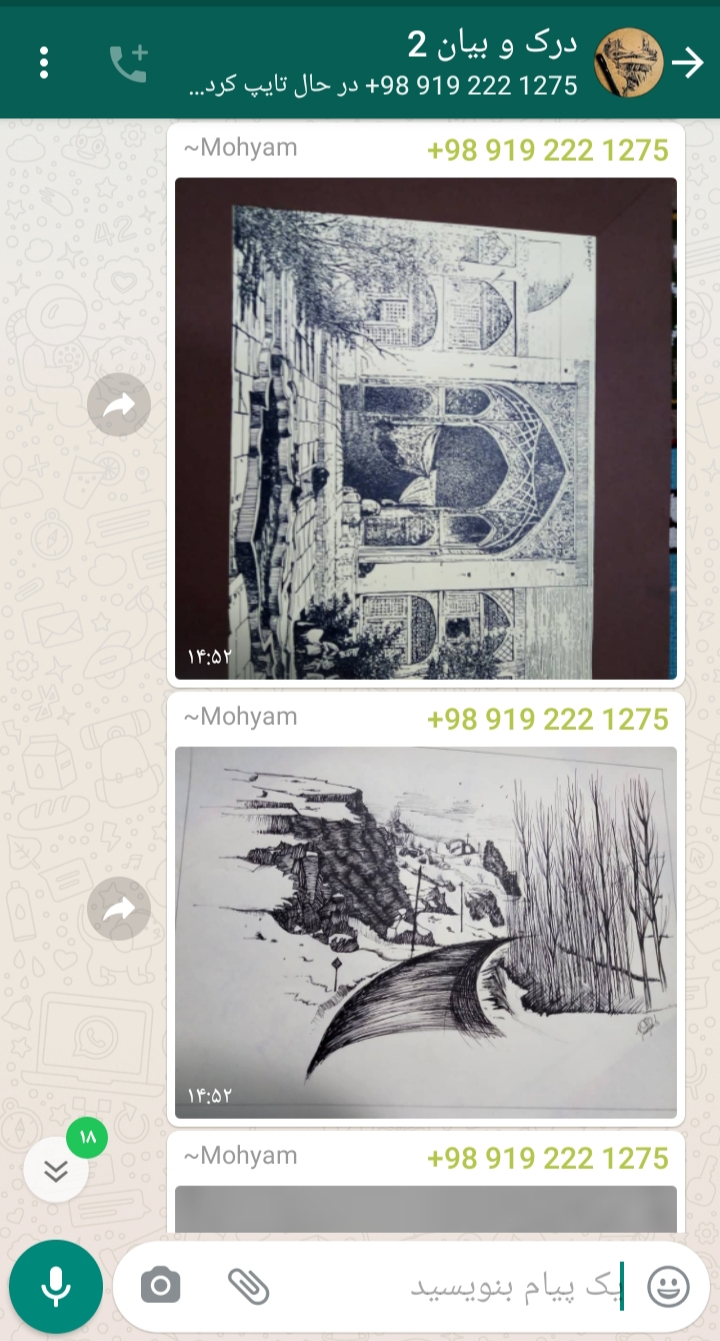 درک و بیان 2
+98 919 222 1275 در حال تایپ کرد...
~Mohyam +98 919 222 1275
۱۴:۵۲
~Mohyam +98 919 222 1275
۱۴:۵۲
۱۸
~Mohyam +98 919 222 1275
یک پیام بنویسید